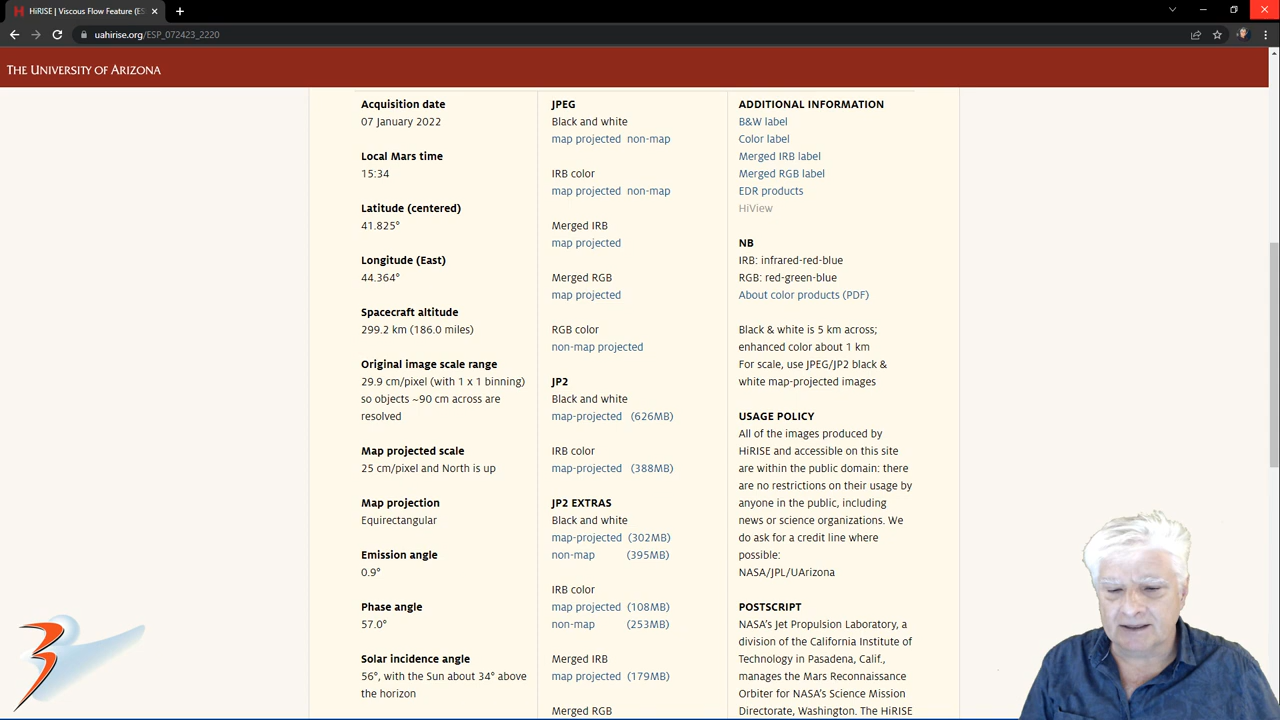 HiRISE | Viscous Flow Feature (ES
uahirise.org/ESP_072423_2220
THE UNIVERSITY OF ARIZONA
Acquisition date
07 January 2022
Local Mars time
15:34
Latitude (centered)
41.825°
Longitude (East)
44.364°
Spacecraft altitude
299.2 km (186.0 miles)
Original image scale range
29.9 cm/pixel (with 1 x 1 binning)
so objects ~90 cm across are
resolved
Map projected scale
25 cm/pixel and North is up
Map projection
Equirectangular
Emission angle
0.9°
Phase angle
57.0°
Solar incidence angle
56°, with the Sun about 34° above
the horizon
JPEG
Black and white
map projected non-map
IRB color
map projected non-map
Merged IRB
map projected
Merged RGB
map projected
RGB color
non-map projected
JP2
Black and white
map-projected (626MB)
IRB color
map-projected (388MB)
JP2 EXTRAS
Black and white
map-projected (302MB)
non-map (395MB)
IRB color
map projected (108MB)
non-map (253MB)
Merged IRB
map projected (179MB)
Merged RGB
ADDITIONAL INFORMATION
B&W label
Color label
Merged IRB label
Merged RGB label
EDR products
HiView
NB
IRB: infrared-red-blue
RGB: red-green-blue
About color products (PDF)
Black & white is 5 km across;
enhanced color about 1 km
For scale, use JPEG/JP2 black &
white map-projected images
USAGE POLICY
All of the images produced by
HiRISE and accessible on this site
are within the public domain: there
are no restrictions on their usage by
anyone in the public, including
news or science organizations. We
do ask for a credit line where
possible:
NASA/JPL/UArizona
POSTSCRIPT
NASA's Jet Propulsion Laboratory, a
division of the California Institute of
Technology in Pasadena, Calif.,
manages the Mars Reconnaissance
Orbiter for NASA's Science Mission
Directorate, Washington. The HiRISE
3